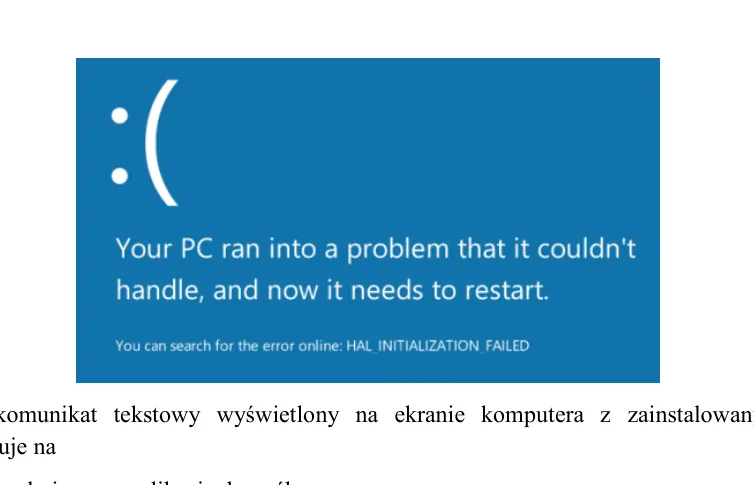 :(
Your PC ran into a problem that it couldn't
handle, and now it needs to restart.
You can search for the error online: HAL_INITIALIZATION_FAILED
komunikat tekstowy wyświetlony na ekranie komputera z zainstalowany
uje na